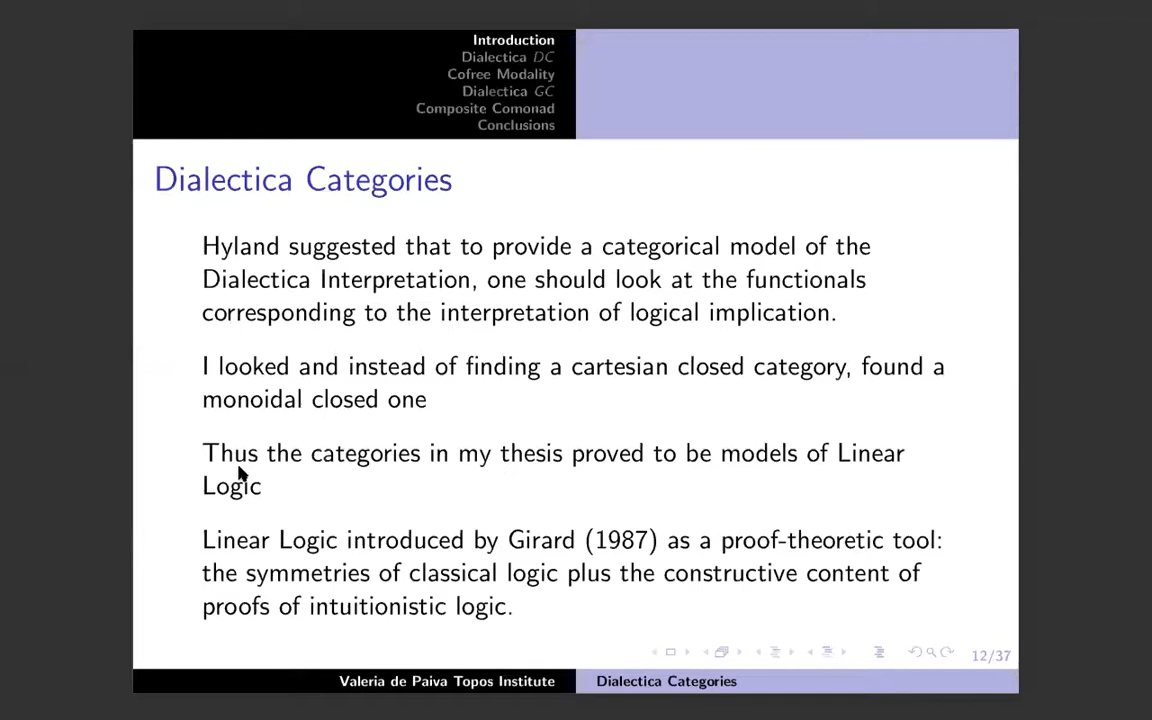 Introduction
Dialectica DC
Cofree Modality
Dialectica GC
Composite Comonad
Conclusions
Dialectica Categories
Hyland suggested that to provide a categorical model of the
Dialectica Interpretation, one should look at the functionals
corresponding to the interpretation of logical implication.
I looked and instead of finding a cartesian closed category, found a
monoidal closed one
Thus the categories in my thesis proved to be models of Linear
Logic
Linear Logic introduced by Girard (1987) as a proof-theoretic tool:
the symmetries of classical logic plus the constructive content of
proofs of intuitionistic logic.
12/37
Valeria de Paiva Topos Institute
Dialectica Categories